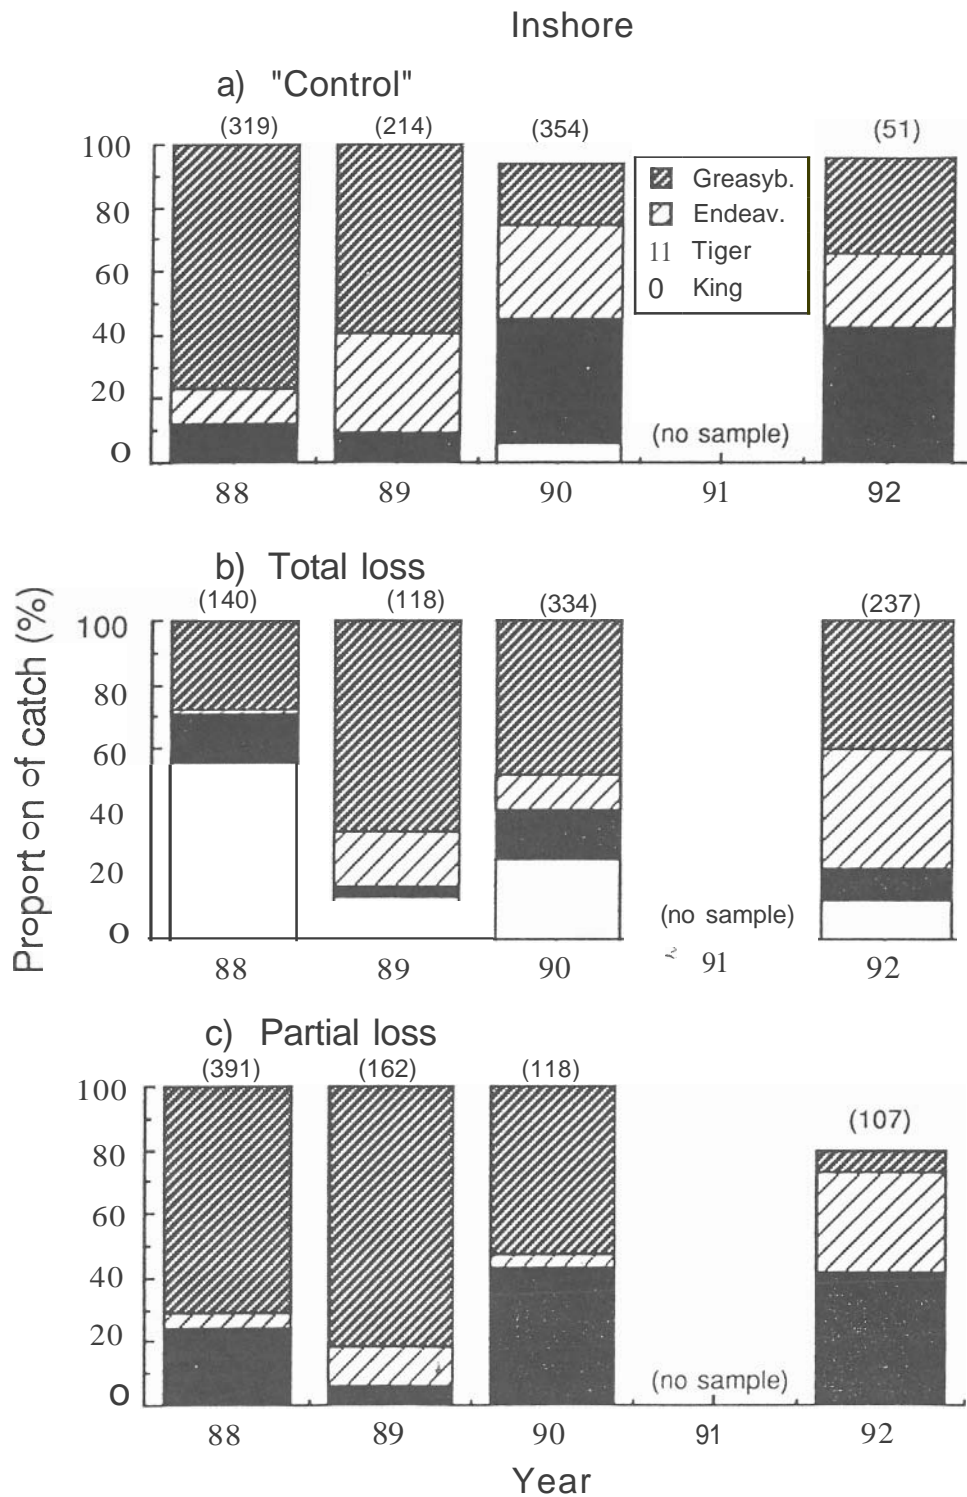 Inshore
a) "Control"
(319) (214) (354) (51)
100
80
60
40
20
0
Greasyb.
Endeav.
11 Tiger
0 King
(no sample)
88 89 90 91 92
Proport on of catch (%)
b) Total loss
(140) (118) (334) (237)
100
80
60
40
20
0
(no sample)
88 89 90 91 92
c) Partial loss
(391) (162) (118) (107)
100
80
60
40
20
0
(no sample)
88 89 90 91 92
Year